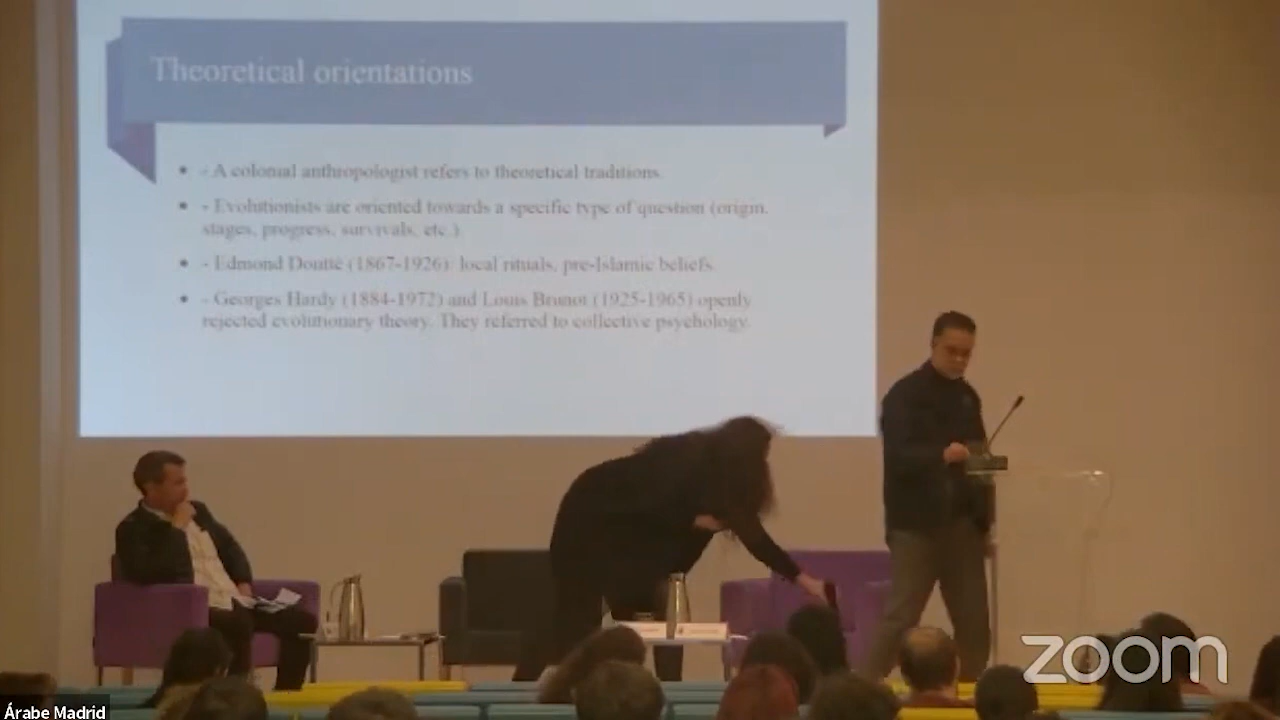 Theoretical orientations
• - A colonial anthropologist refers to theoretical traditions.
• - Evolutionists are oriented towards a specific type of question (origin,
stages, progress, survivals, etc.)
• - Edmond Doutté (1867-1926): local rituals, pre-Islamic beliefs.
• - Georges Hardy (1884-1972) and Louis Brunot (1925-1965) openly
rejected evolutionary theory. They referred to collective psychology.
zoom
Árabe Madrid